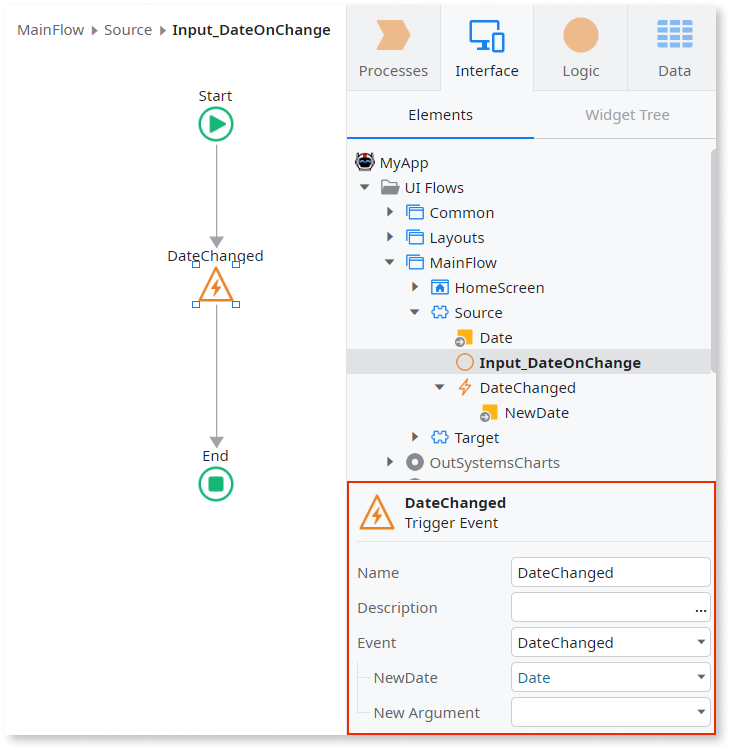 MainFlow Source Input_DateOnChange
Start
DateChanged
End
Processes
Interface
Logic
Data
Elements
Widget Tree
MyApp
UI Flows
Common
Layouts
MainFlow
HomeScreen
Source
Date
Input_DateOnChange
DateChanged
NewDate
Target
OutSystemsCharts
DateChanged
Trigger Event
Name DateChanged
Description ...
Event DateChanged
NewDate Date
New Argument